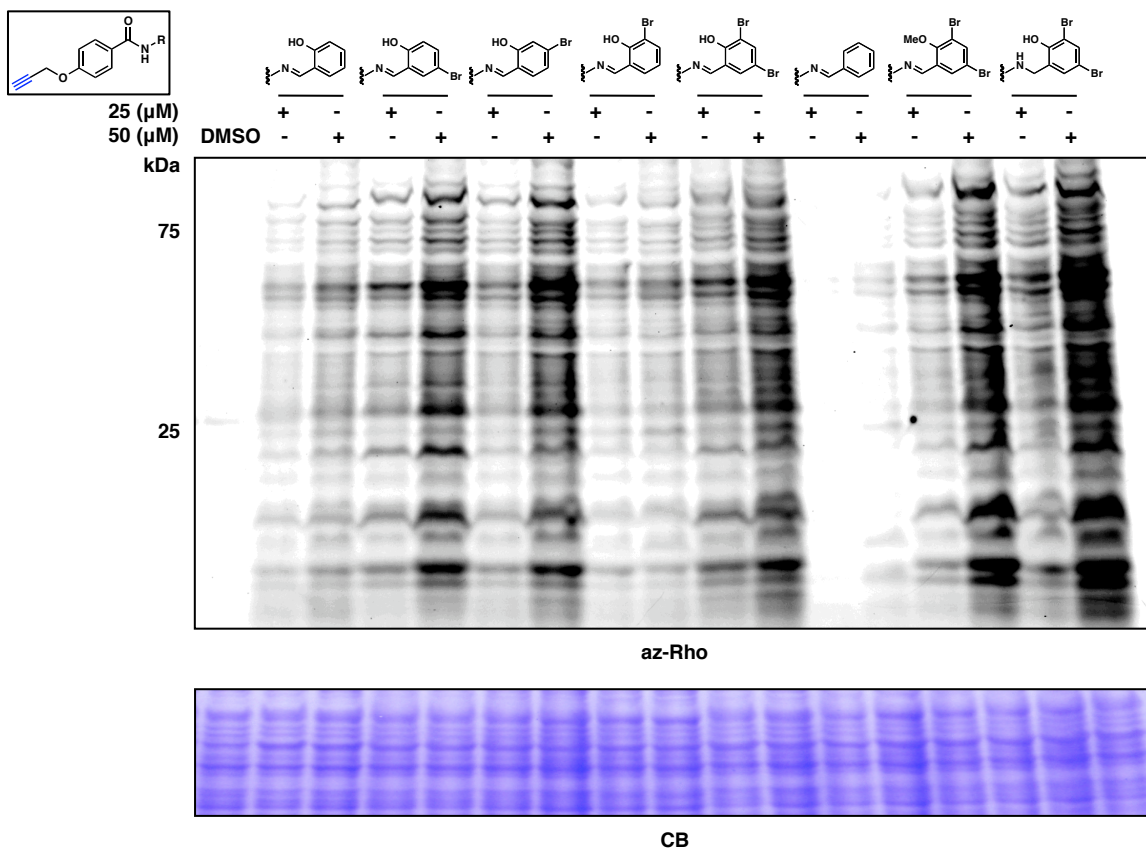 O
N
H
R
O
HO
N
HO
N
Br
HO
N
Br
Br
HO
N
Br
HO
N
Br
N
Br
MeO
N
Br
Br
HO
H
N
Br
25 (µM) + - + - + - + - + - + - + - + -
50 (µM) DMSO - + - + - + - + - + - + - + - +
kDa
75
25
az-Rho
CB